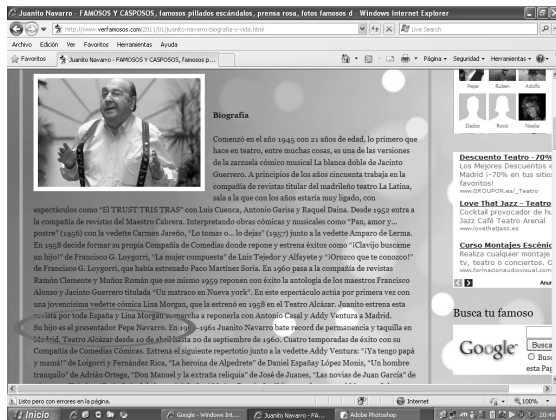 Juanito Navarro - FAMOSOS Y CASPOSOS, famosos pillados escándalos, prensa rosa, fotos famosos d - Windows Internet Explorer
http://www.verfamosos.com/2011/01/juanito-navarro-biografia-y-vida.html
Live Search
Archivo Edición Ver Favoritos Herramientas Ayuda
Favoritos Juanito Navarro - FAMOSOS Y CASPOSOS, famosos p...
Página Seguridad Herramientas
Biografía
Comenzó en el año 1945 con 21 años de edad, lo primero que
hace en teatro, entre muchas cosas, es una de las versiones
de la zarzuela cómico musical La blanca doble de Jacinto
Guerrero. A principios de los años cincuenta trabaja en la
compañía de revistas titular del madrileño teatro La Latina,
sala a la que con los años estaría muy ligado, con
espectáculos como "El TRUST TRIS TRAS" con Luis Cuenca, Antonio Garisa y Raquel Daina. Desde 1952 entra a
la compañía de revistas del Maestro Cabrera. Interpretando obras cómicas y musicales como "Pan, amor y...
postre" (1956) con la vedette Carmen Jareño, "Lo tomas o... lo dejas" (1957) junto a la vedette Amparo de Lerma.
En 1958 decide formar su propia Compañía de Comedias donde repone y estrena éxitos como "¡Clavijo buscame
un hijo!" de Francisco G. Loygorri, "La mujer compuesta" de Luis Tejedor y Alfayete y "¡Orozco que te conozco!"
de Francisco G. Loygorri, que había estrenado Paco Martínez Soria. En 1960 pasa a la compañía de revistas
Ramón Clemente y Muñoz Román que ese mismo 1959 reponen con éxito la antología de los maestros Francisco
Alonso y Jacinto Guerrero titulada "Un matraco en Nueva york". En este espectáculo actúa por primera vez con
una jovencísima vedette cómica Lina Morgan, que la estrenó en 1958 en el Teatro Alcázar. Juanito estrena esta
revista por toda España y Lina Morgan se marcha a reponerla con Antonio Casal y Addy Ventura a Madrid.
Su hijo es el presentador Pepe Navarro. En 19 -1961 Juanito Navarro bate record de permanencia y taquilla en
Madrid, Teatro Alcázar desde 10 de abril hasta 20 de septiembre de 1960. Cuatro temporadas de éxito con su
Compañía de Comedias Cómicas. Estrena el siguiente repertorio junto a la vedette Addy Ventura: "¡Ya tengo papá
y mamá!" de Loigorri y Fernández Rica, "La heroína de Alpedrete" de Daniel España y López Monis, "Un hombre
tranquilo" de Adrián Ortega, "Don Manuel y la extraña reliquia" de José de Juanes, "Las novias de Juan García" de
Pepe Ruben Adolfo
Dados Roco Noelia
Descuento Teatro -70%
Los Mejores Descuentos e
Madrid ¡-70% en tus sitios
favoritos!
www.GROUPON.es/_Teatro
Love That Jazz - Teatro
Cocktail provocador de hu
Jazz Café Teatro Arenal
www.lovethatjazz.es
Curso Montajes Escénic
Realiza cualquier montaje
tv, teatro o conciertos. C
www.formacionaudiovisual.com
Anun
Busca tu famoso
Google
Busca
Busc
esta Pag
Listo pero con errores en la página.
Internet 100%
Inicio Google - Windows Int... Juanito Navarro - FA... Adobe Photoshop